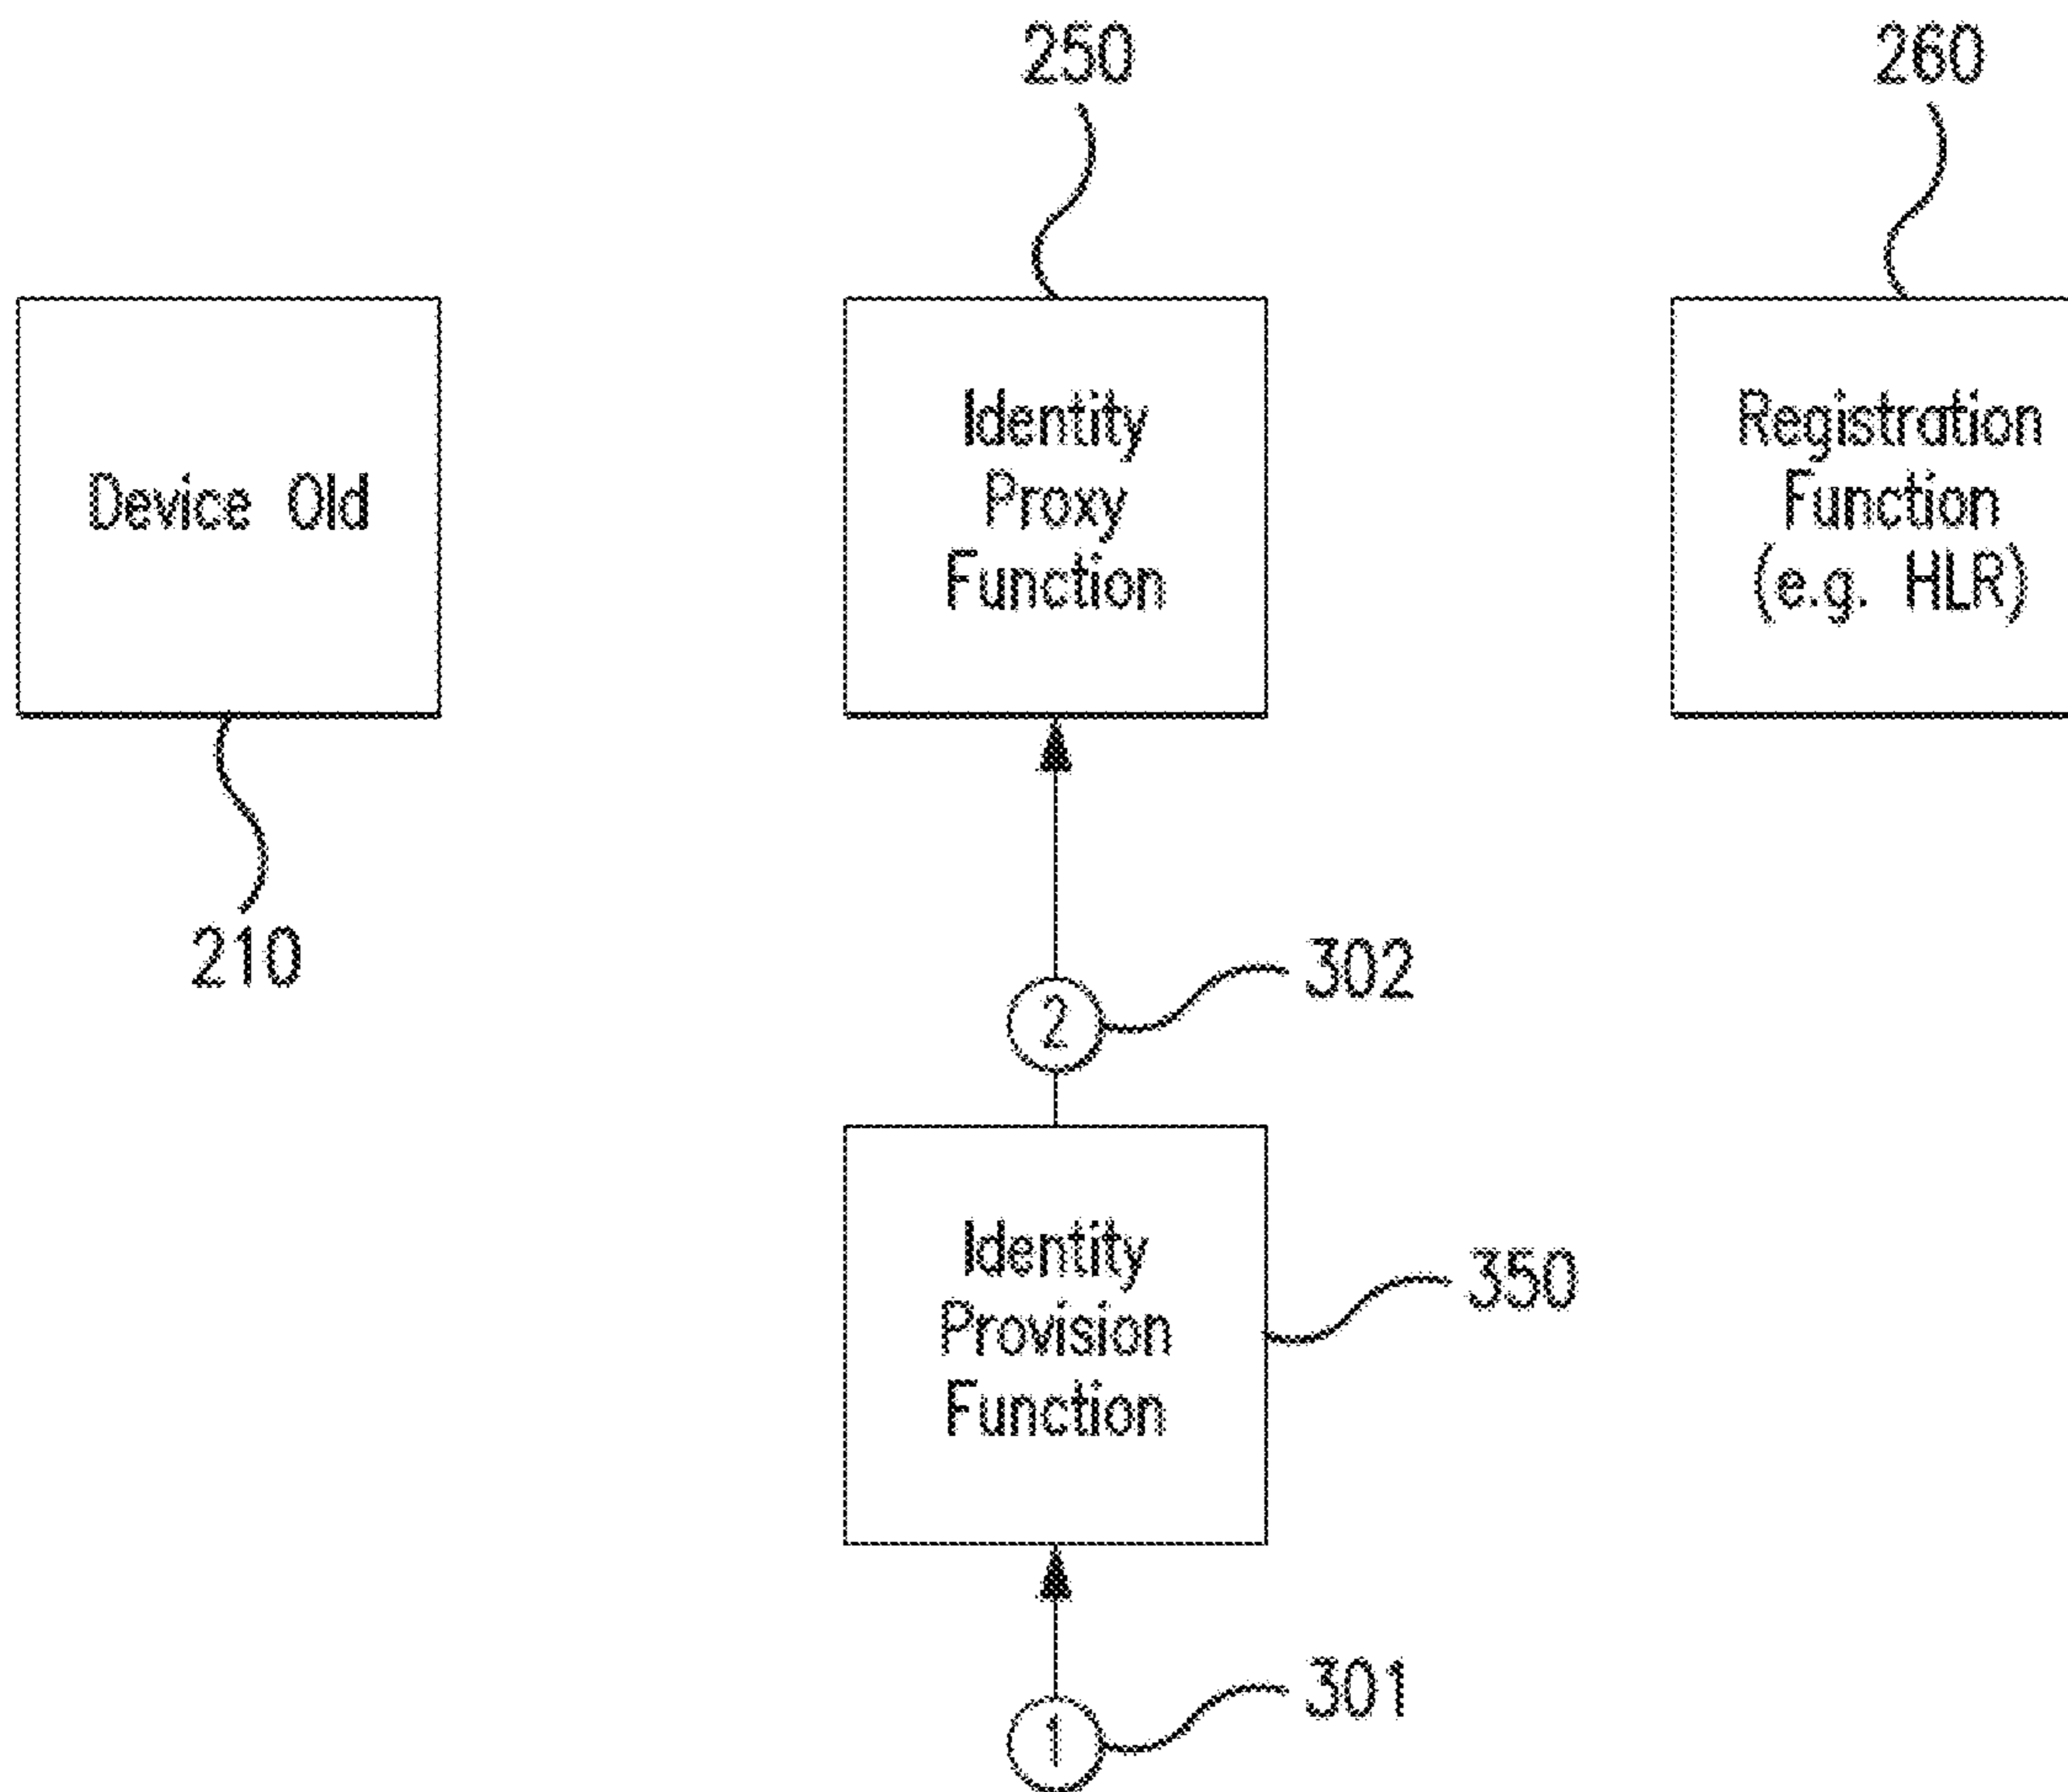 250
260
Device Old
Identity
Proxy
Function
Registration
Function
(e.g. HLR)
210
302
2
Identity
Provision
Function
350
301
1